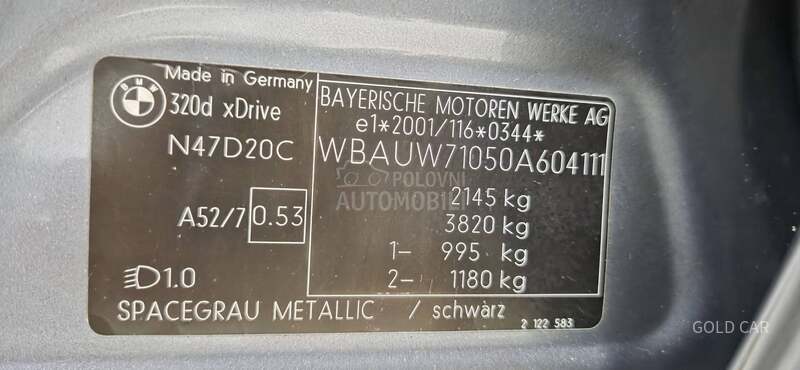 BMW
Made in Germany
320d xDrive
N47D20C
A52/7 0.53
1.0
SPACEGRAU METALLIC / schwarz
BAYERISCHE MOTOREN WERKE AG
e1*2001/116*0344*
WBAUW71050A604111
2145 kg
3820 kg
1- 995 kg
2- 1180 kg
2 122 583
POLOVNI
AUTOMOBILI
GOLD CAR